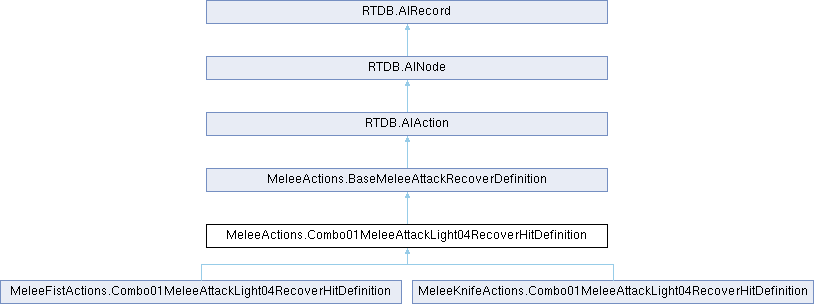 RTDB.AIRecord
RTDB.AINode
RTDB.AIAction
MeleeActions.BaseMeleeAttackRecoverDefinition
MeleeActions.Combo01MeleeAttackLight04RecoverHitDefinition
MeleeFistActions.Combo01MeleeAttackLight04RecoverHitDefinition
MeleeKnifeActions.Combo01MeleeAttackLight04RecoverHitDefinition